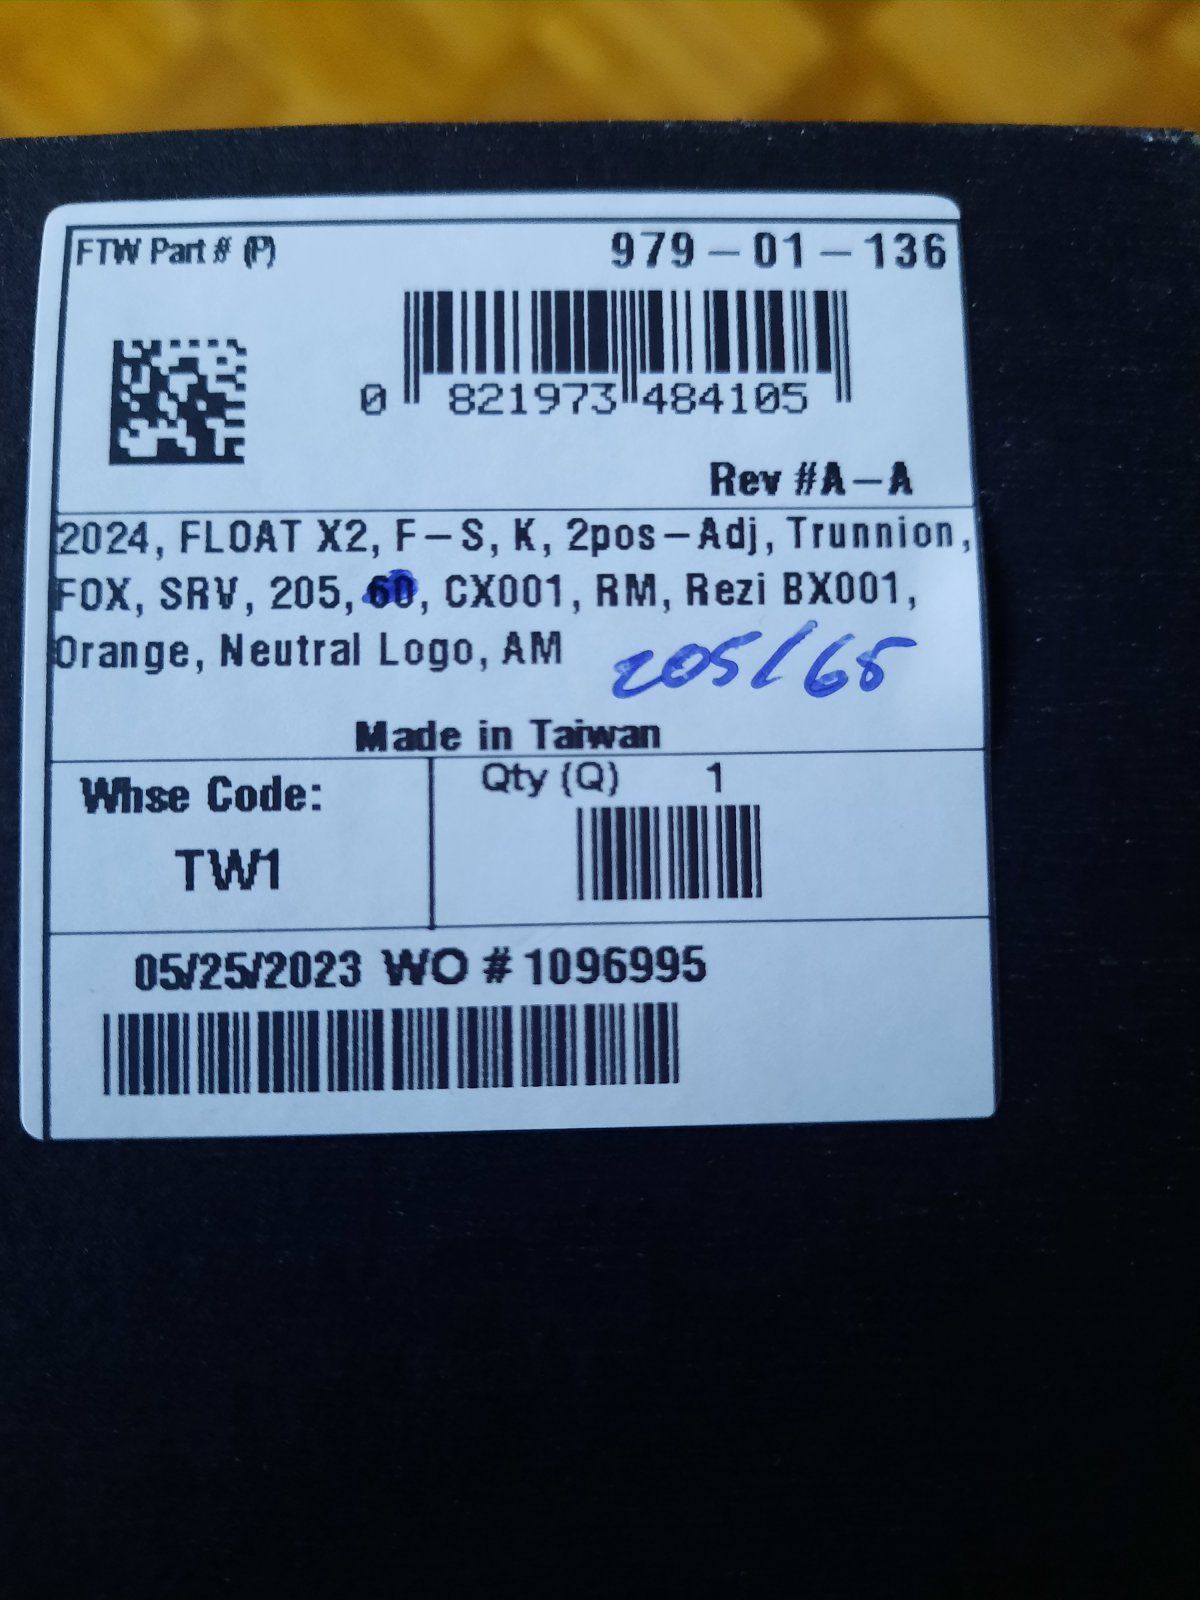 FTW Part # (P)
979-01-136
0 821973 484105
Rev #A-A
2024, FLOAT X2, F-S, K, 2pos-Adj, Trunnion,
FOX, SRV, 205, 60, CX001, RM, Rezi BX001,
Orange, Neutral Logo, AM
205/65
Made in Taiwan
Whse Code:
TW1
Qty (Q) 1
05/25/2023 WO # 1096995